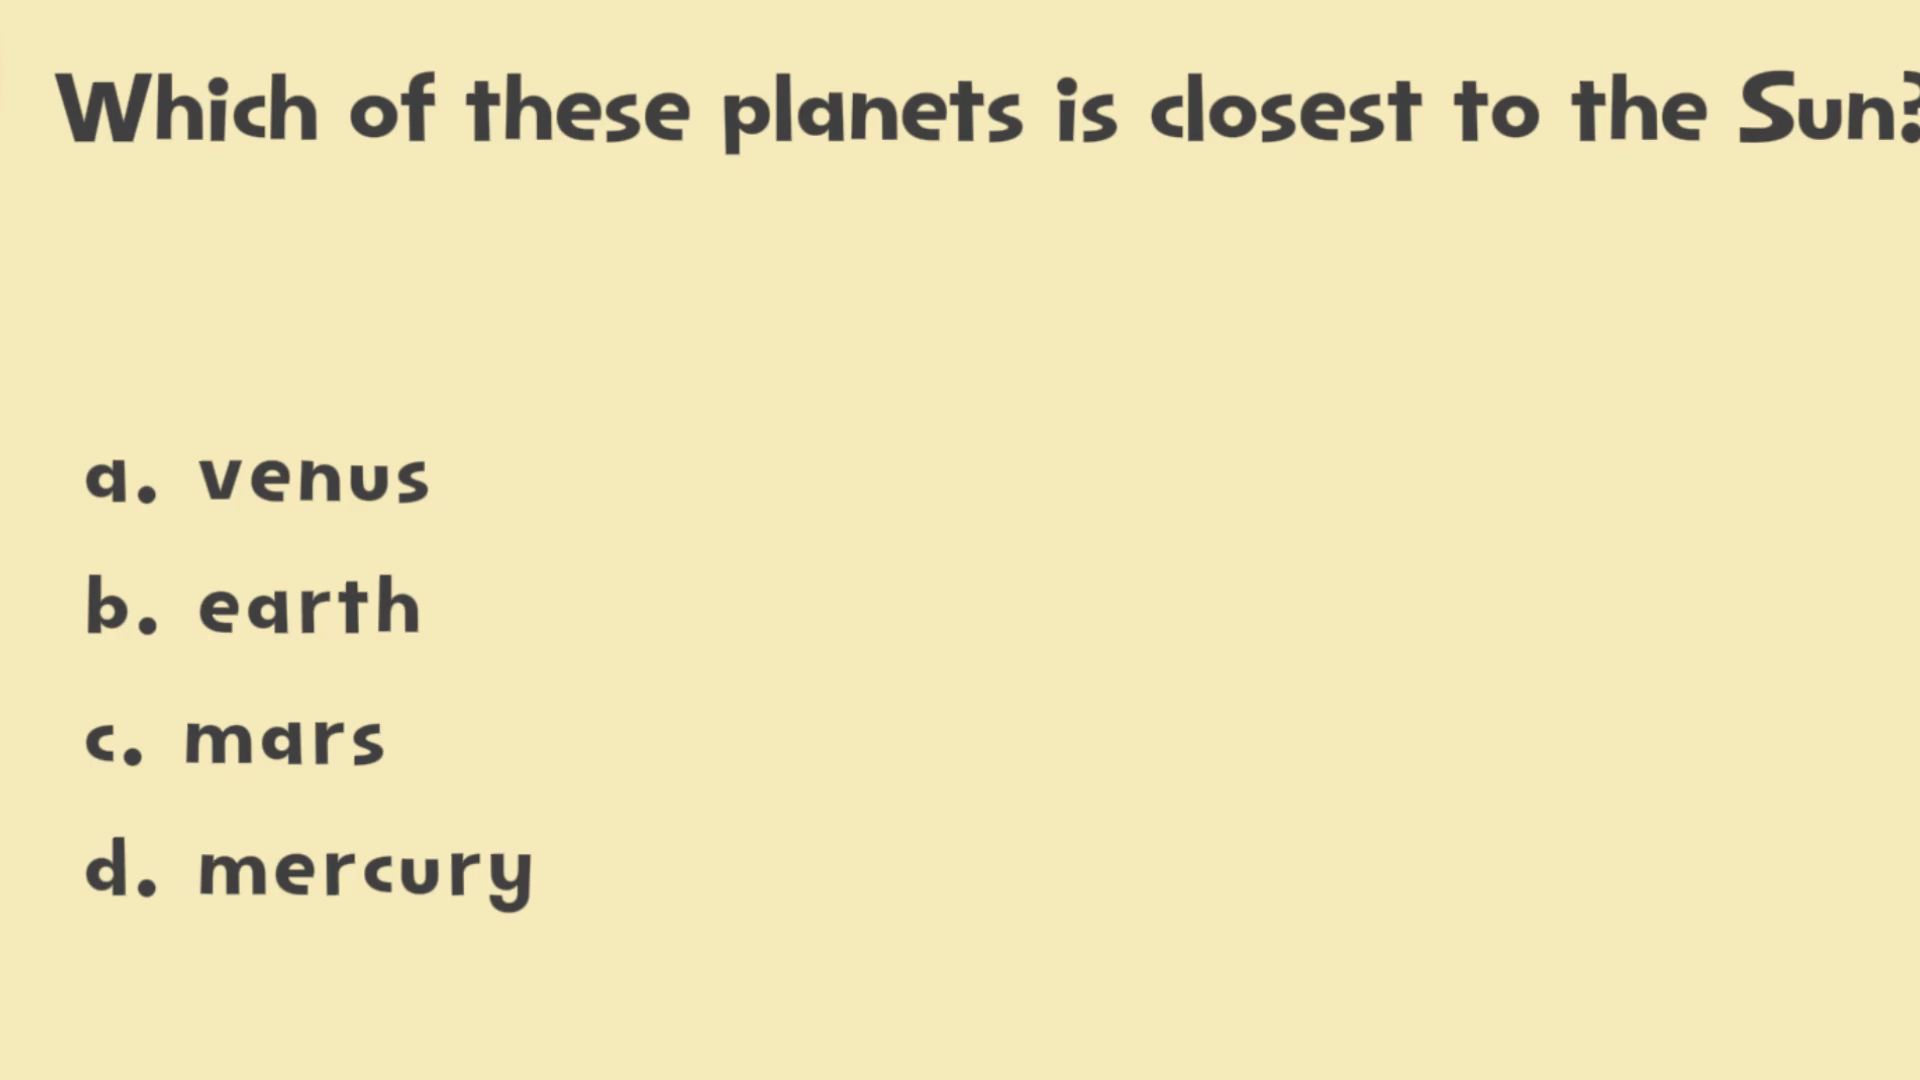 Which of these planets is closest to the Sun?
a. venus
b. earth
c. mars
d. mercury